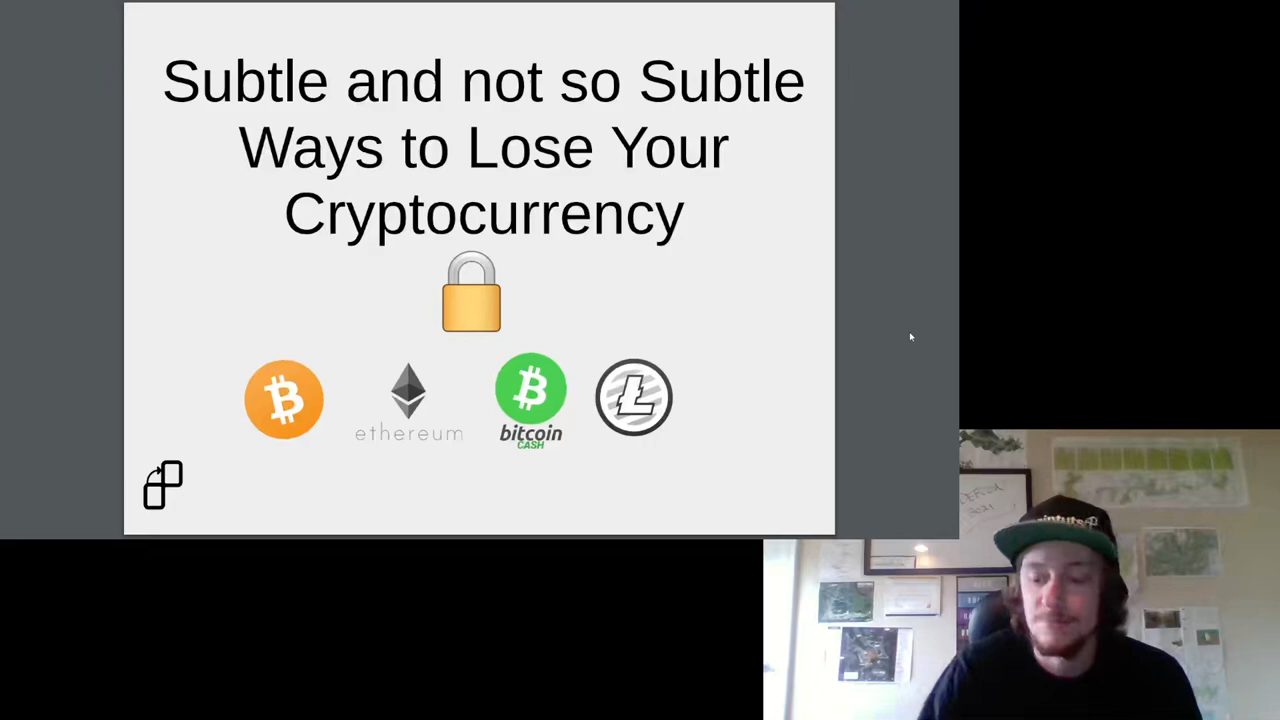 Subtle and not so Subtle
Ways to Lose Your
Cryptocurrency
ethereum
bitcoin
CASH